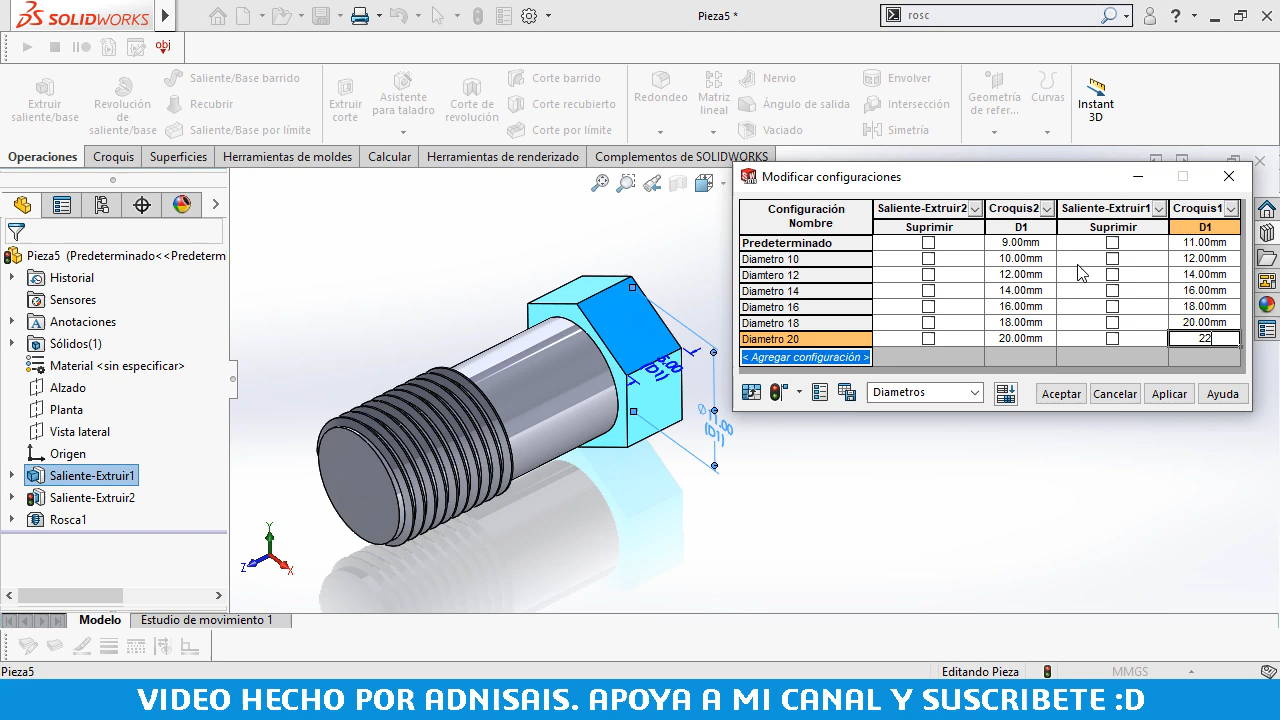 SOLIDWORKS
Pieza5 *
rosc
obj
Extruir saliente/base
Revolución de saliente/base
Saliente/Base barrido
Recubrir
Saliente/Base por límite
Extruir corte
Asistente para taladro
Corte de revolución
Corte barrido
Corte recubierto
Corte por límite
Redondeo
Matriz lineal
Nervio
Ángulo de salida
Vaciado
Envolver
Intersección
Simetría
Geometría de refer...
Curvas
Instant 3D
Operaciones
Croquis
Superficies
Herramientas de moldes
Calcular
Herramientas de renderizado
Complementos de SOLIDWORKS
Pieza5 (Predeterminado<<Predeterm
Historial
Sensores
Anotaciones
Sólidos(1)
Material <sin especificar>
Alzado
Planta
Vista lateral
Origen
Saliente-Extruir1
Saliente-Extruir2
Rosca1
Modificar configuraciones
Configuración Nombre
Saliente-Extruir2
Croquis2
Saliente-Extruir1
Croquis1
Suprimir
D1
Suprimir
D1
Predeterminado 9.00mm 11.00mm
Diametro 10 10.00mm 12.00mm
Diamtero 12 12.00mm 14.00mm
Diametro 14 14.00mm 16.00mm
Diametro 16 16.00mm 18.00mm
Diametro 18 18.00mm 20.00mm
Diametro 20 20.00mm 22
< Agregar configuración >
Diametros
Aceptar
Cancelar
Aplicar
Ayuda
(D1)
(D1)
Y
Z
X
Modelo
Estudio de movimiento 1
Pieza5
Editando Pieza
MMGS
VIDEO HECHO POR ADNISAIS. APOYA A MI CANAL Y SUSCRIBETE :D